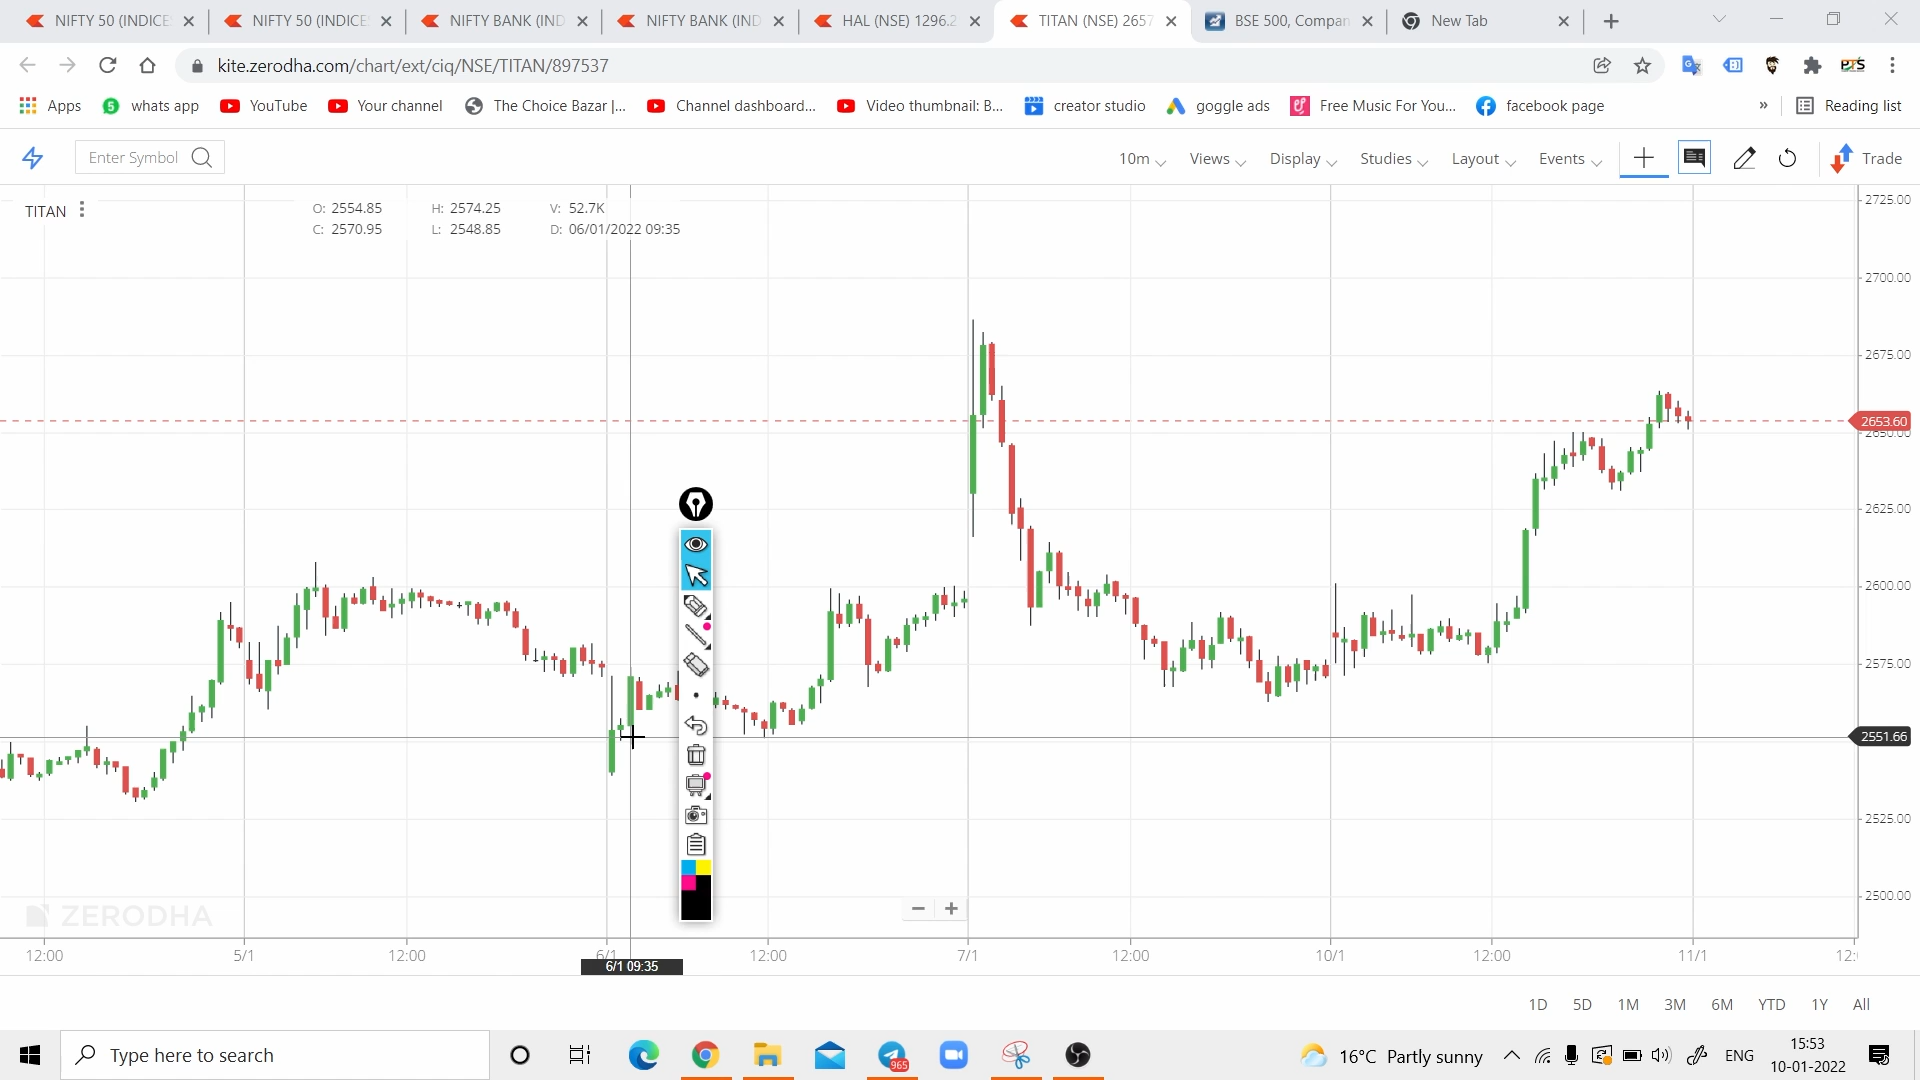 NIFTY 50 (INDICE
NIFTY 50 (INDICE
NIFTY BANK (IND
NIFTY BANK (IND
HAL (NSE) 1296.2
TITAN (NSE) 2657
BSE 500, Compan
New Tab
kite.zerodha.com/chart/ext/ciq/NSE/TITAN/897537
PTS
Apps
5
whats app
YouTube
Your channel
The Choice Bazar |...
Channel dashboard...
Video thumbnail: B...
creator studio
goggle ads
Free Music For You...
facebook page
»
Reading list
Enter Symbol
10m
Views
Display
Studies
Layout
Events
Trade
TITAN
O: 2554.85
H: 2574.25
V: 52.7K
C: 2570.95
L: 2548.85
D: 06/01/2022 09:35
2725.00
2700.00
2675.00
2653.60
2650.00
2625.00
2600.00
2575.00
2551.66
2525.00
2500.00
ZERODHA
12:00
5/1
12:00
6/1
6/1 09:35
12:00
7/1
12:00
10/1
12:00
11/1
12:
1D
5D
1M
3M
6M
YTD
1Y
All
Type here to search
965
16°C Partly sunny
ENG
15:53
10-01-2022